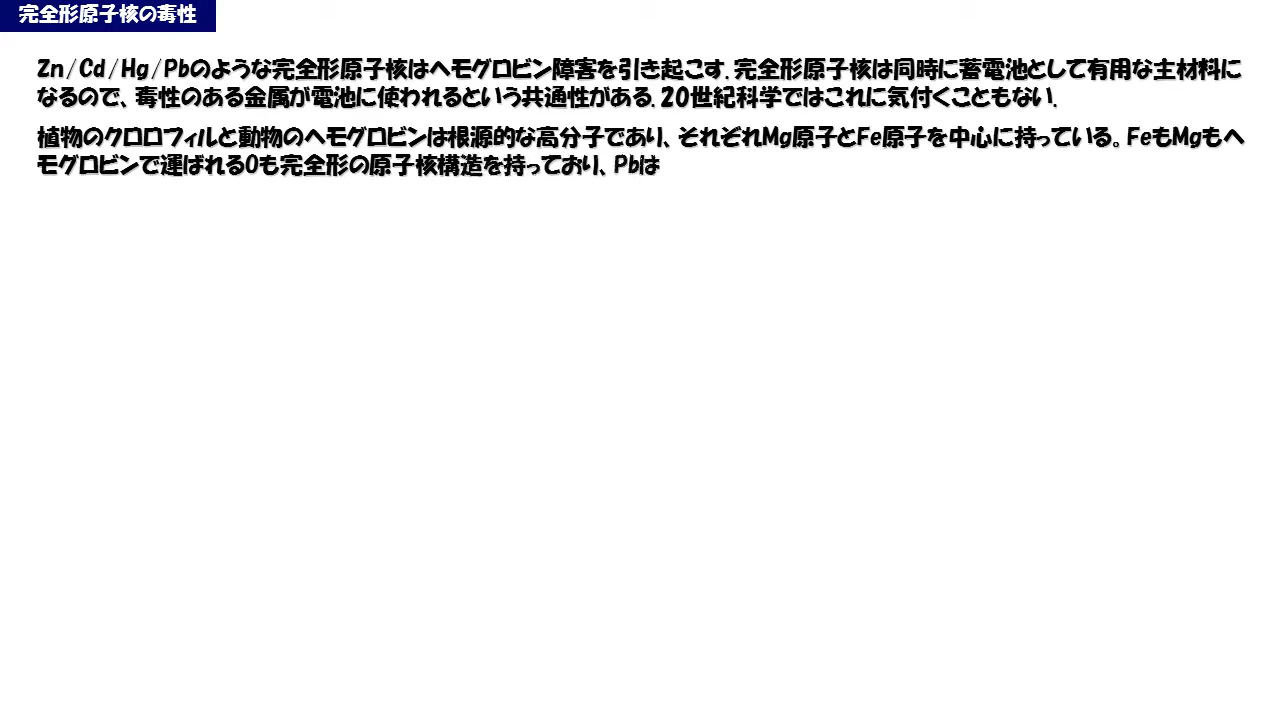 完全形原子核の毒性
Zn/Cd/Hg/Pbのような完全形原子核はヘモグロビン障害を引き起こす.完全形原子核は同時に蓄電池として有用な主材料に
なるので、毒性のある金属が電池に使われるという共通性がある.20世紀科学ではこれに気付くこともない.
植物のクロロフィルと動物のヘモグロビンは根源的な高分子であり、それぞれMg原子とFe原子を中心に持っている。FeもMgもヘ
モグロビンで運ばれるOも完全形の原子核構造を持っており、Pbは